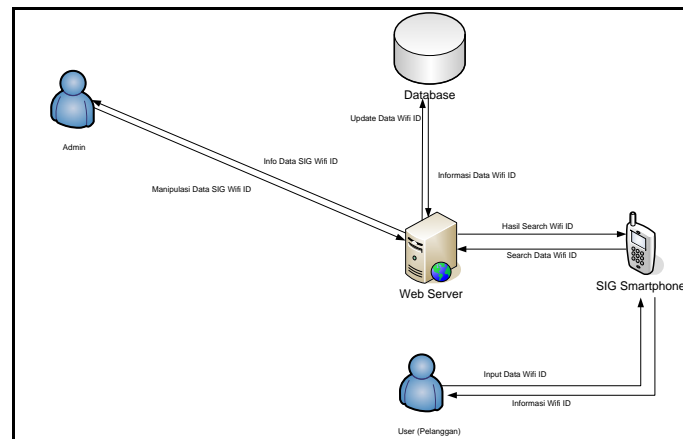 Database
Update Data Wifi ID
Admin
Info Data SIG Wifi ID
Informasi Data Wifi ID
Manipulasi Data SIG Wifi ID
Hasil Search Wifi ID
Search Data Wifi ID
Web Server
SIG Smartphone
Input Data Wifi ID
Informasi Wifi ID
User (Pelanggan)